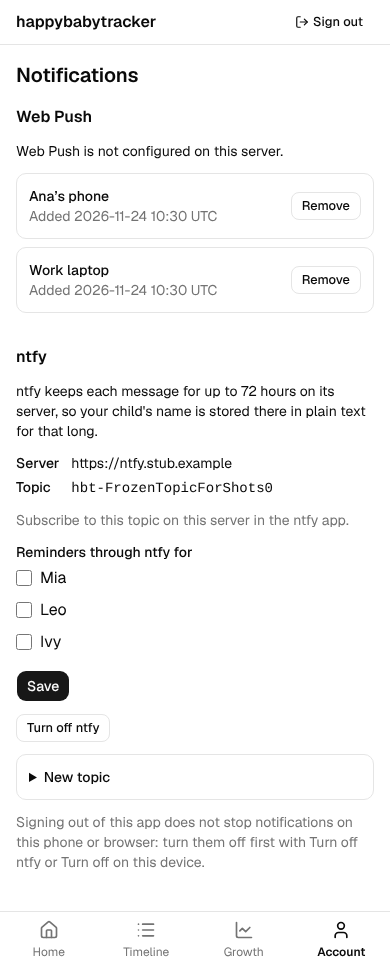 happybabytracker
Sign out
Notifications
Web Push
Web Push is not configured on this server.
Ana's phone
Added 2026-11-24 10:30 UTC
Remove
Work laptop
Added 2026-11-24 10:30 UTC
Remove
ntfy
ntfy keeps each message for up to 72 hours on its
server, so your child's name is stored there in plain text
for that long.
Server https://ntfy.stub.example
Topic hbt-FrozenTopicForShots0
Subscribe to this topic on this server in the ntfy app.
Reminders through ntfy for
Mia
Leo
Ivy
Save
Turn off ntfy
New topic
Signing out of this app does not stop notifications on
this phone or browser: turn them off first with Turn off
ntfy or Turn off on this device.
Home
Timeline
Growth
Account